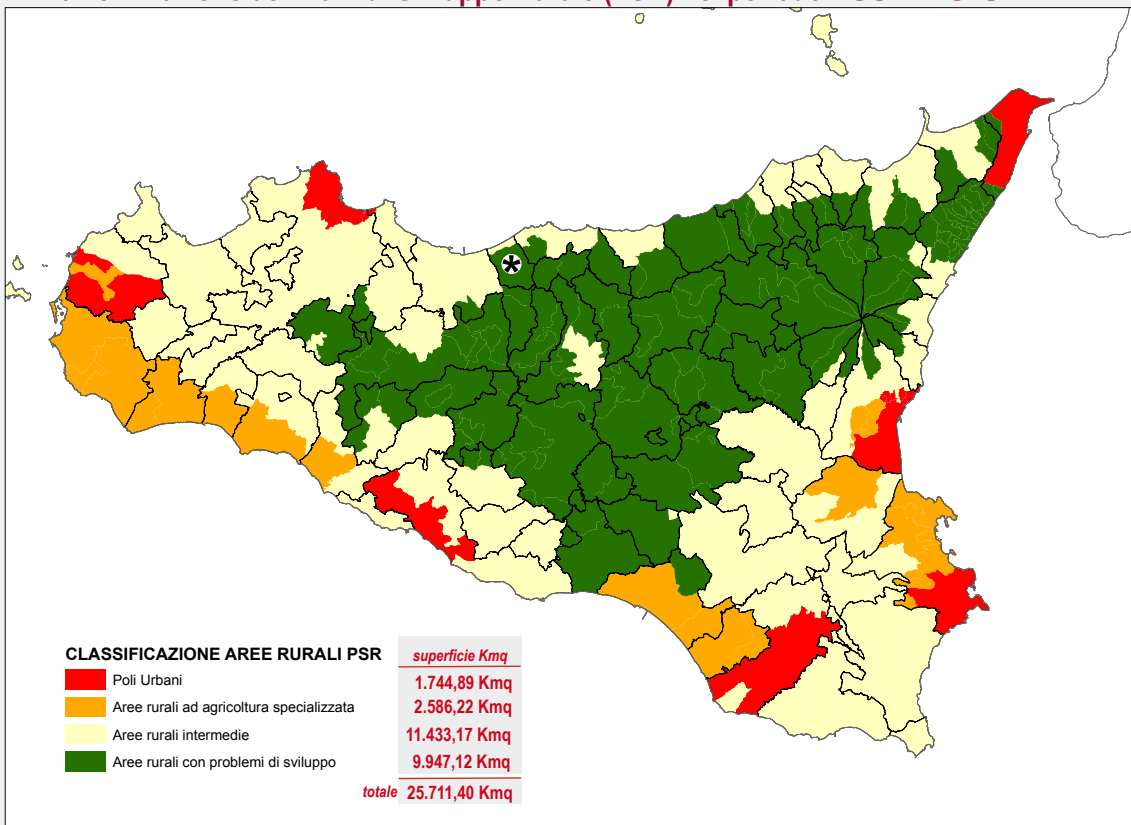 CLASSIFICAZIONE AREE RURALI PSR superficie Kmq
Poli Urbani 1.744,89 Kmq
Aree rurali ad agricoltura specializzata 2.586,22 Kmq
Aree rurali intermedie 11.433,17 Kmq
Aree rurali con problemi di sviluppo 9.947,12 Kmq
totale 25.711,40 Kmq